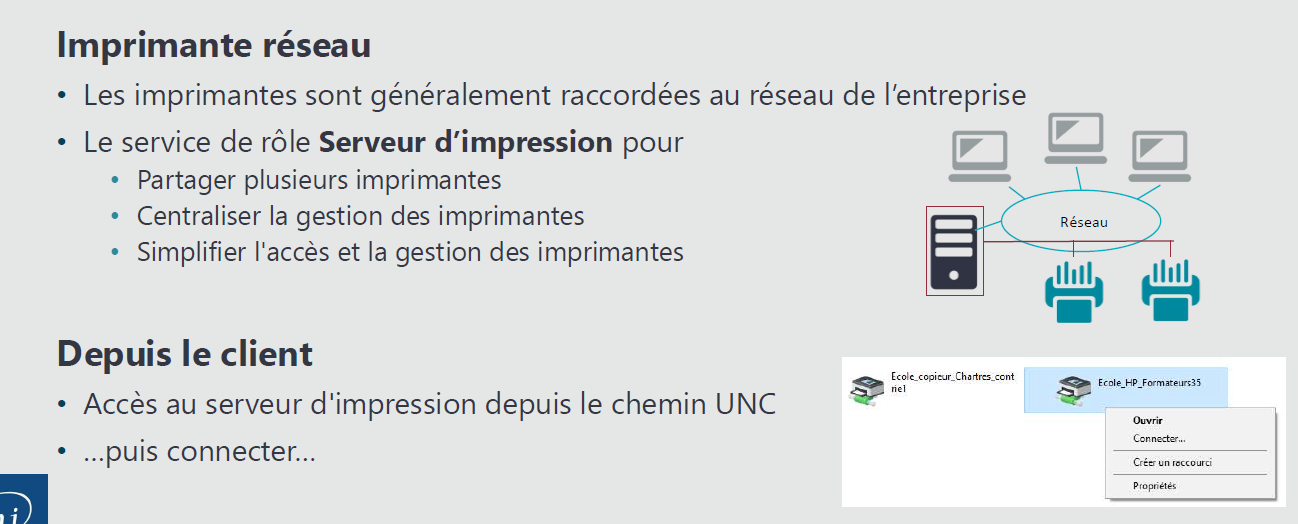 Imprimante réseau
• Les imprimantes sont généralement raccordées au réseau de l’entreprise
• Le service de rôle Serveur d’impression pour
• Partager plusieurs imprimantes
• Centraliser la gestion des imprimantes
• Simplifier l'accès et la gestion des imprimantes
Réseau
Depuis le client
• Accès au serveur d'impression depuis le chemin UNC
• …puis connecter…
Ecole_copieur_Chartres_cont
rie1
Ecole_HP_Formateurs35
Ouvrir
Connecter...
Créer un raccourci
Propriétés